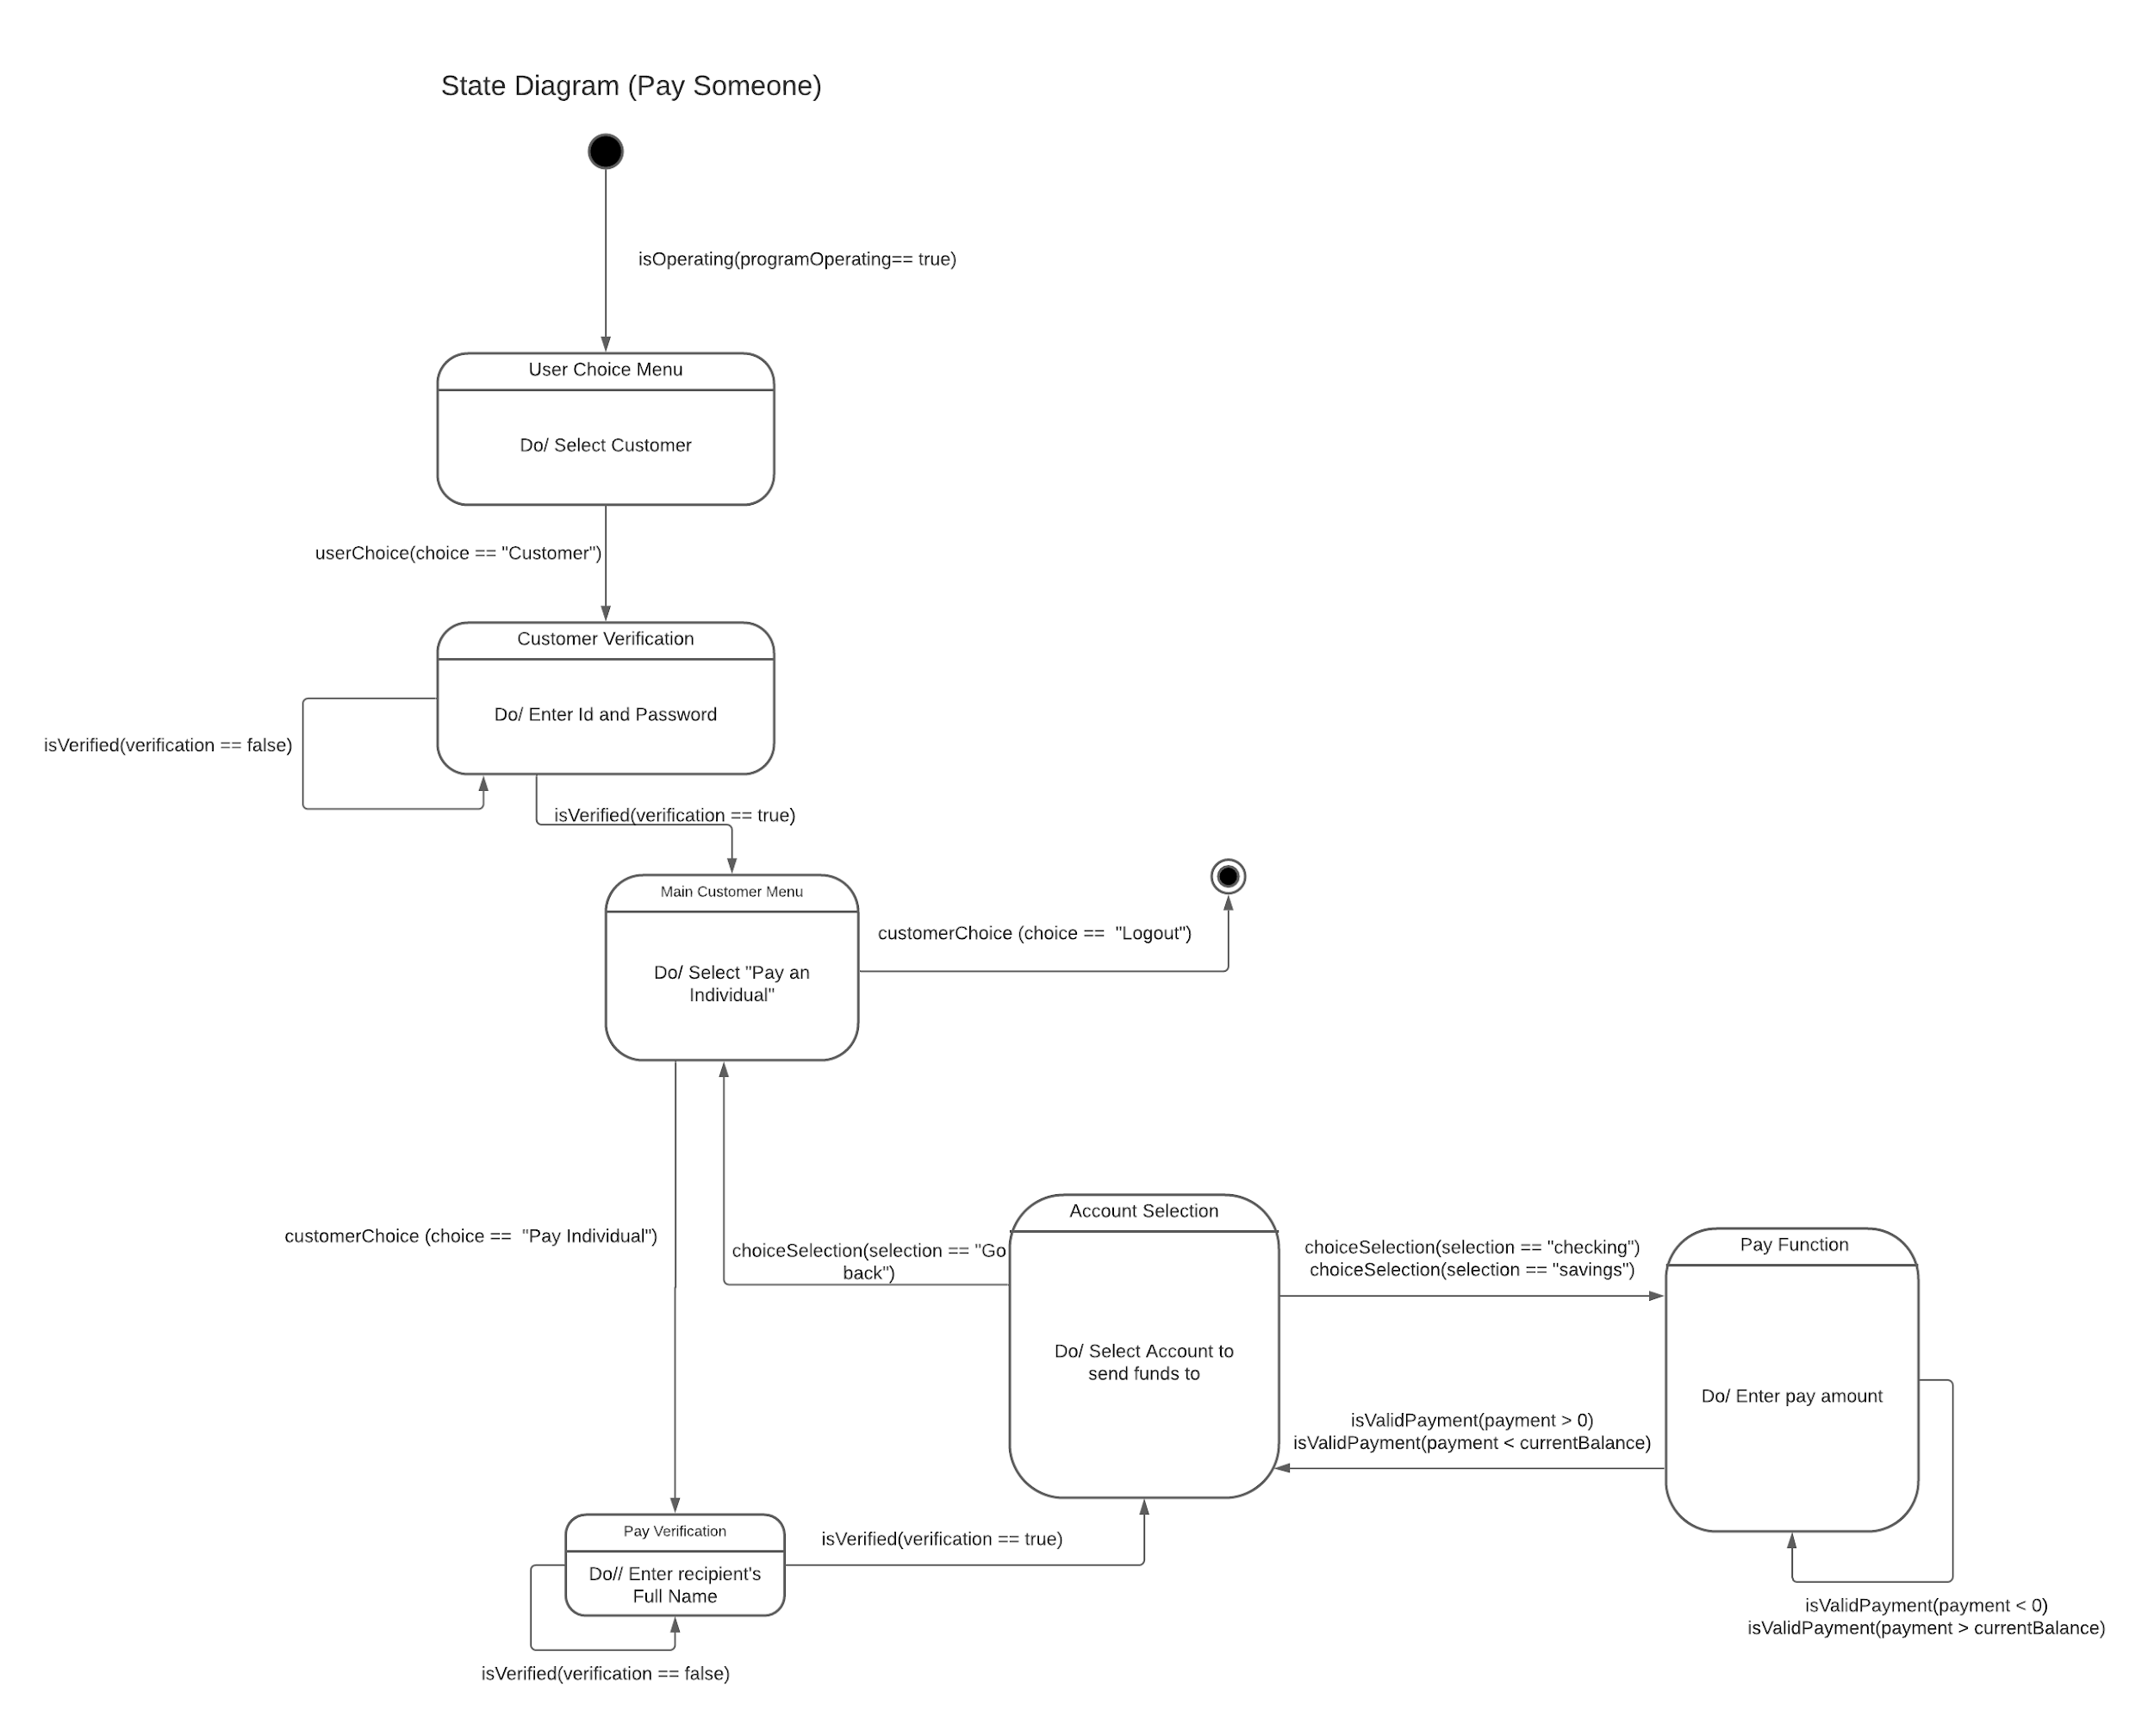 State Diagram (Pay Someone)
isOperating(programOperating== true)
User Choice Menu
Do/ Select Customer
userChoice(choice == "Customer")
Customer Verification
Do/ Enter Id and Password
isVerified(verification == false)
isVerified(verification == true)
Main Customer Menu
Do/ Select "Pay an
Individual"
customerChoice (choice ==  "Logout")
customerChoice (choice ==  "Pay Individual")
choiceSelection(selection == "Go
back")
Account Selection
Do/ Select Account to
send funds to
choiceSelection(selection == "checking")
choiceSelection(selection == "savings")
Pay Function
Do/ Enter pay amount
isValidPayment(payment > 0)
isValidPayment(payment < currentBalance)
isValidPayment(payment < 0)
isValidPayment(payment > currentBalance)
Pay Verification
Do// Enter recipient's
Full Name
isVerified(verification == true)
isVerified(verification == false)